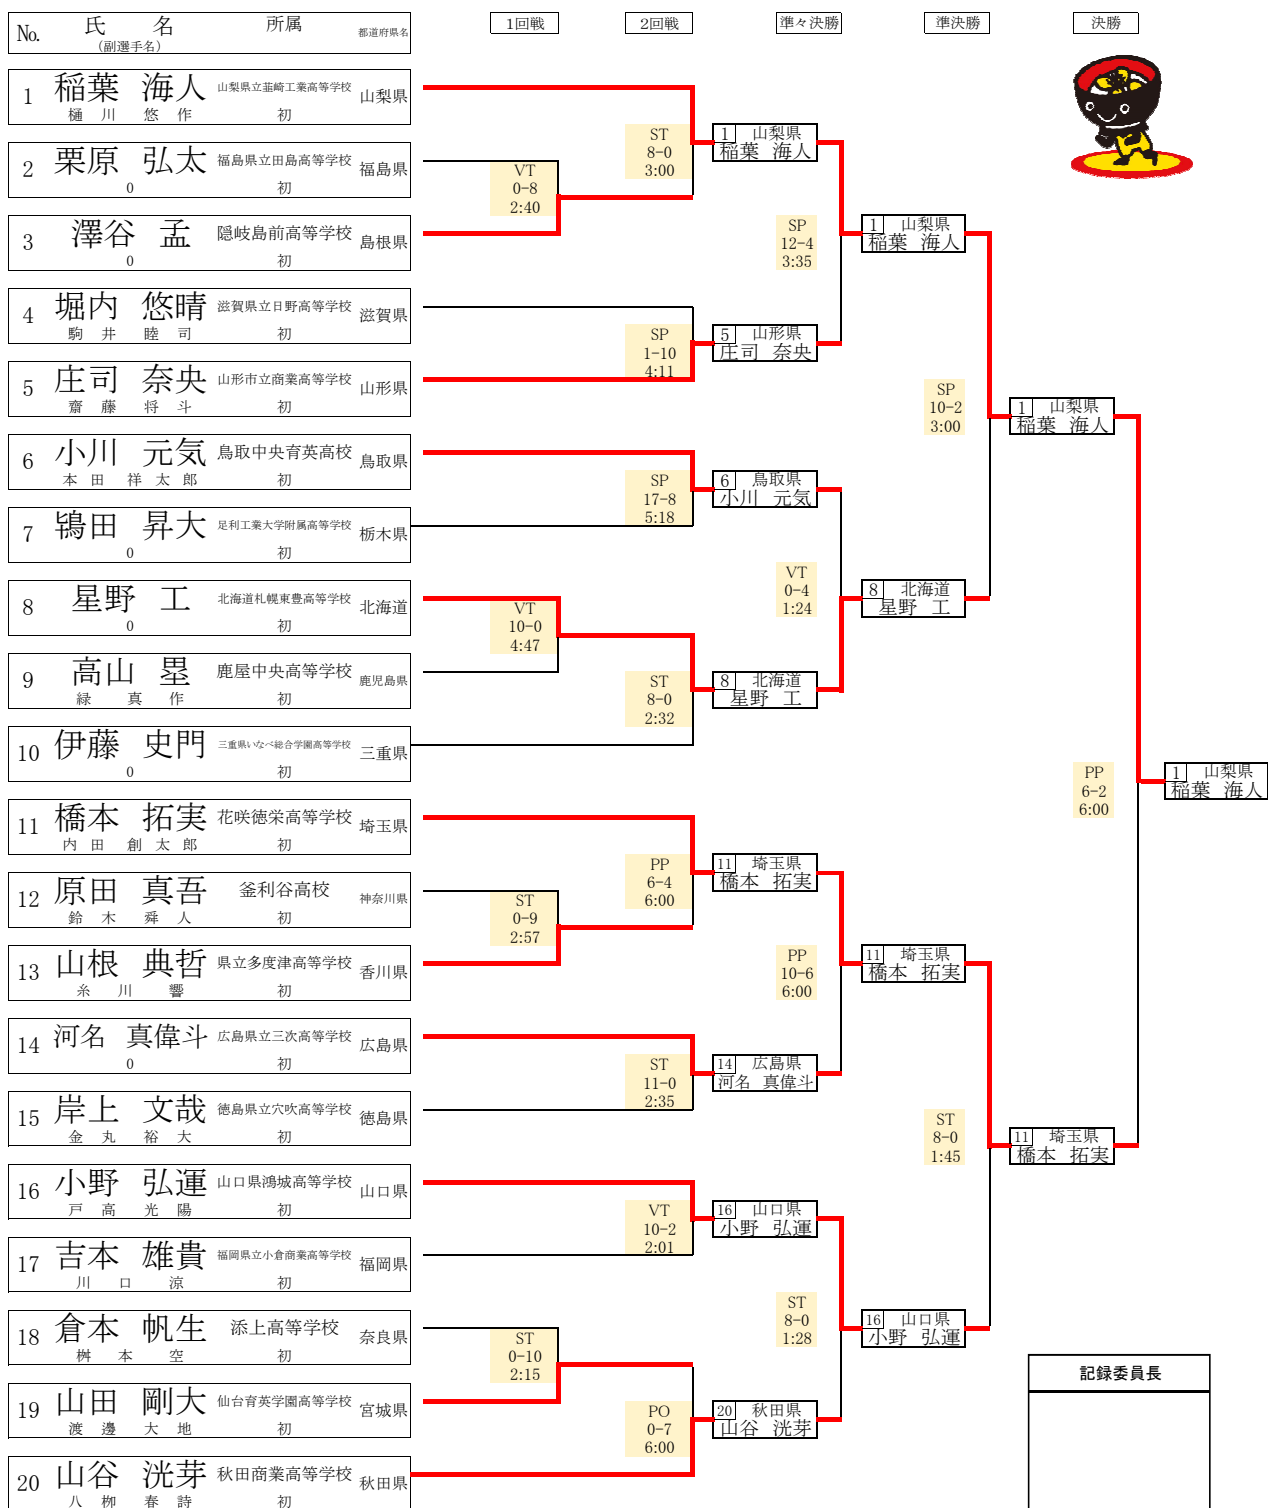 No. 氏 名 所属 都道府県名
(副選手名)
1回戦 2回戦 準々決勝 準決勝 決勝
1 稲葉 海人 山梨県立韮崎工業高等学校 山梨県
樋川 悠作 初
2 栗原 弘太 福島県立田島高等学校 福島県
0 初
3 澤谷 孟 隠岐島前高等学校 島根県
0 初
4 堀内 悠晴 滋賀県立日野高等学校 滋賀県
駒井 睦司 初
5 庄司 奈央 山形市立商業高等学校 山形県
齋藤 将斗 初
6 小川 元気 鳥取中央育英高校 鳥取県
本田 祥太郎 初
7 鴇田 昇大 足利工業大学附属高等学校 栃木県
0 初
8 星野 工 北海道札幌東豊高等学校 北海道
0 初
9 高山 塁 鹿屋中央高等学校 鹿児島県
緑 真作 初
10 伊藤 史門 三重県いなべ総合学園高等学校 三重県
0 初
11 橋本 拓実 花咲徳栄高等学校 埼玉県
内田 創太郎 初
12 原田 真吾 釜利谷高校 神奈川県
鈴木 舜人 初
13 山根 典哲 県立多度津高等学校 香川県
糸川 響 初
14 河名 真偉斗 広島県立三次高等学校 広島県
0 初
15 岸上 文哉 徳島県立穴吹高等学校 徳島県
金丸 裕大 初
16 小野 弘運 山口県鴻城高等学校 山口県
戸高 光陽 初
17 吉本 雄貴 福岡県立小倉商業高等学校 福岡県
川口 涼 初
18 倉本 帆生 添上高等学校 奈良県
桝本 空 初
19 山田 剛大 仙台育英学園高等学校 宮城県
渡邊 大地 初
20 山谷 洸芽 秋田商業高等学校 秋田県
八柳 春詩 初
VT
0-8
2:40
VT
10-0
4:47
ST
0-9
2:57
ST
0-10
2:15
ST
8-0
3:00
SP
1-10
4:11
SP
17-8
5:18
ST
8-0
2:32
PP
6-4
6:00
ST
11-0
2:35
VT
10-2
2:01
PO
0-7
6:00
1 山梨県
稲葉 海人
5 山形県
庄司 奈央
6 鳥取県
小川 元気
8 北海道
星野 工
11 埼玉県
橋本 拓実
14 広島県
河名 真偉斗
16 山口県
小野 弘運
20 秋田県
山谷 洸芽
SP
12-4
3:35
VT
0-4
1:24
PP
10-6
6:00
ST
8-0
1:28
1 山梨県
稲葉 海人
8 北海道
星野 工
11 埼玉県
橋本 拓実
16 山口県
小野 弘運
SP
10-2
3:00
ST
8-0
1:45
1 山梨県
稲葉 海人
11 埼玉県
橋本 拓実
PP
6-2
6:00
1 山梨県
稲葉 海人
記録委員長